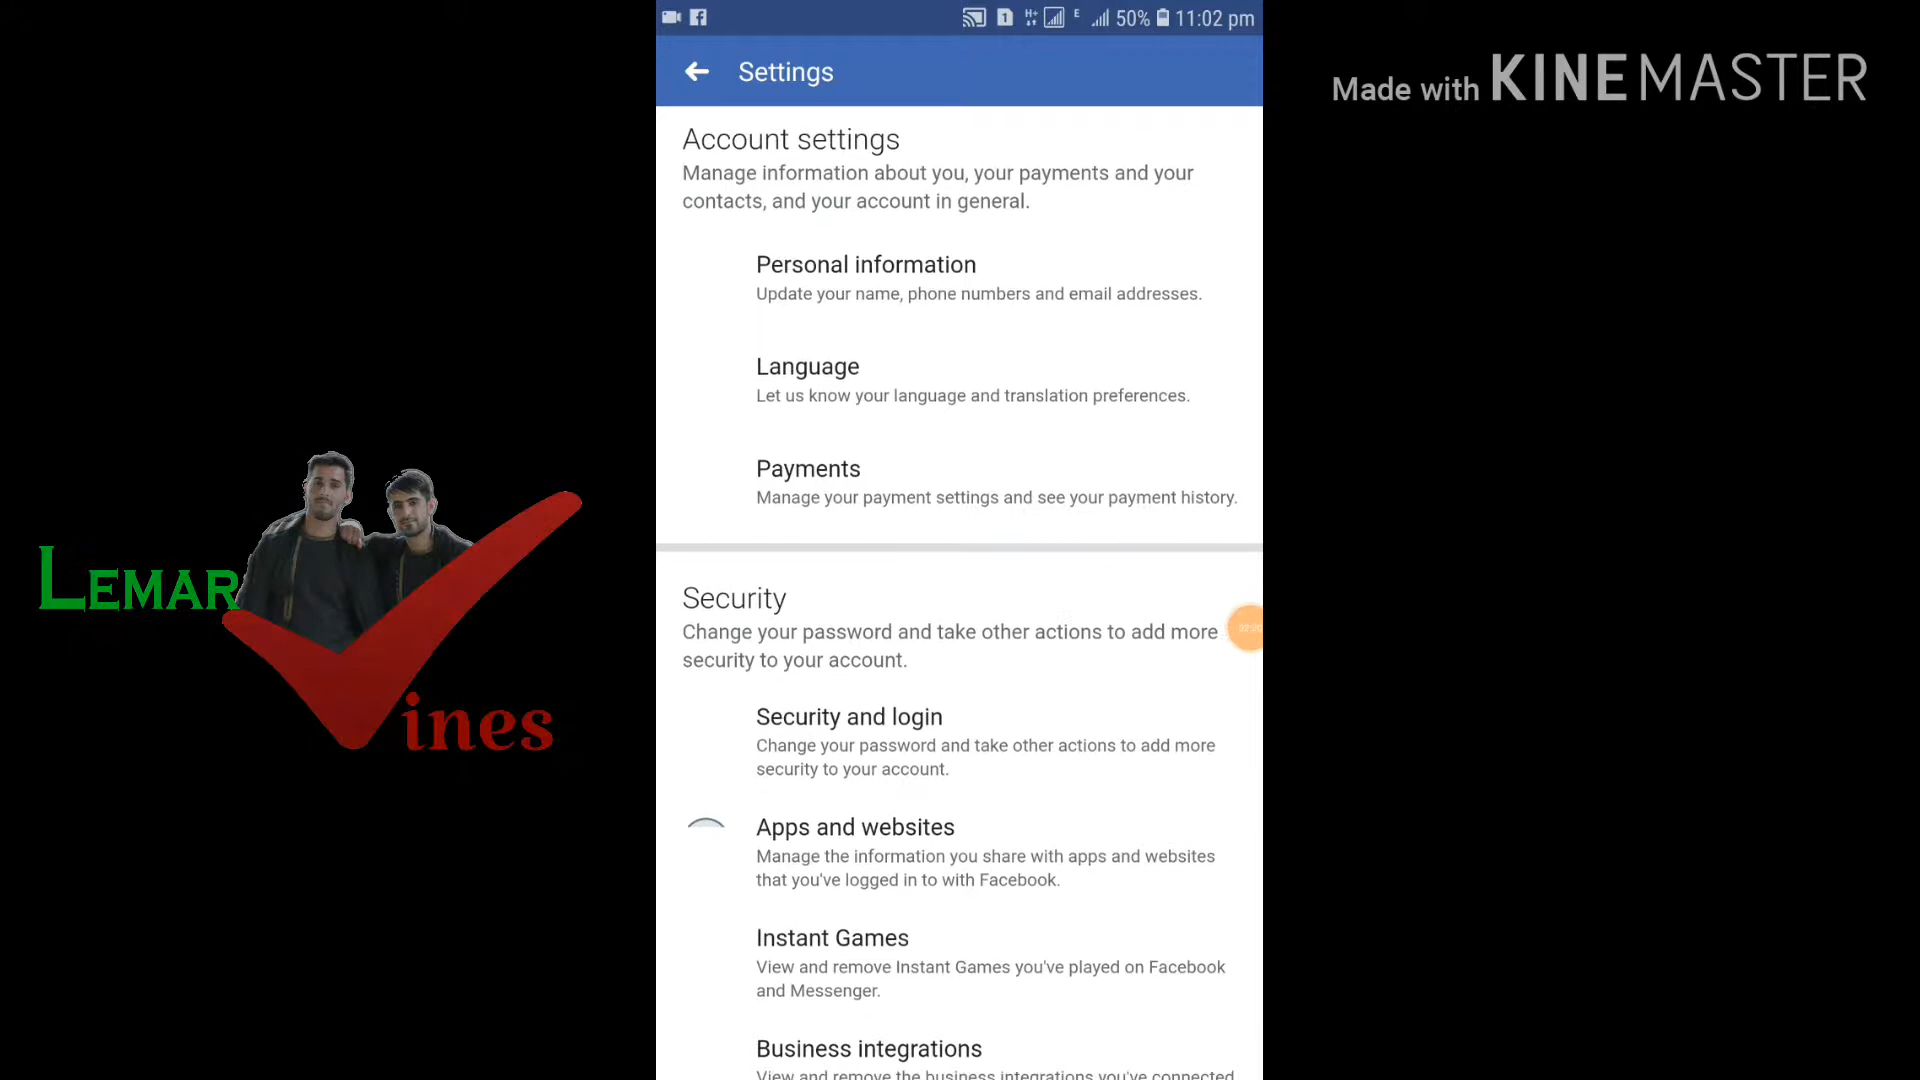 H+ E 50% 11:02 pm
Settings
Made with KINEMASTER
Account settings
Manage information about you, your payments and your
contacts, and your account in general.
Personal information
Update your name, phone numbers and email addresses.
Language
Let us know your language and translation preferences.
Payments
Manage your payment settings and see your payment history.
LEMAR
ines
Security
Change your password and take other actions to add more
security to your account.
Security and login
Change your password and take other actions to add more
security to your account.
Apps and websites
Manage the information you share with apps and websites
that you've logged in to with Facebook.
Instant Games
View and remove Instant Games you've played on Facebook
and Messenger.
Business integrations
View and remove the business integrations you've connected